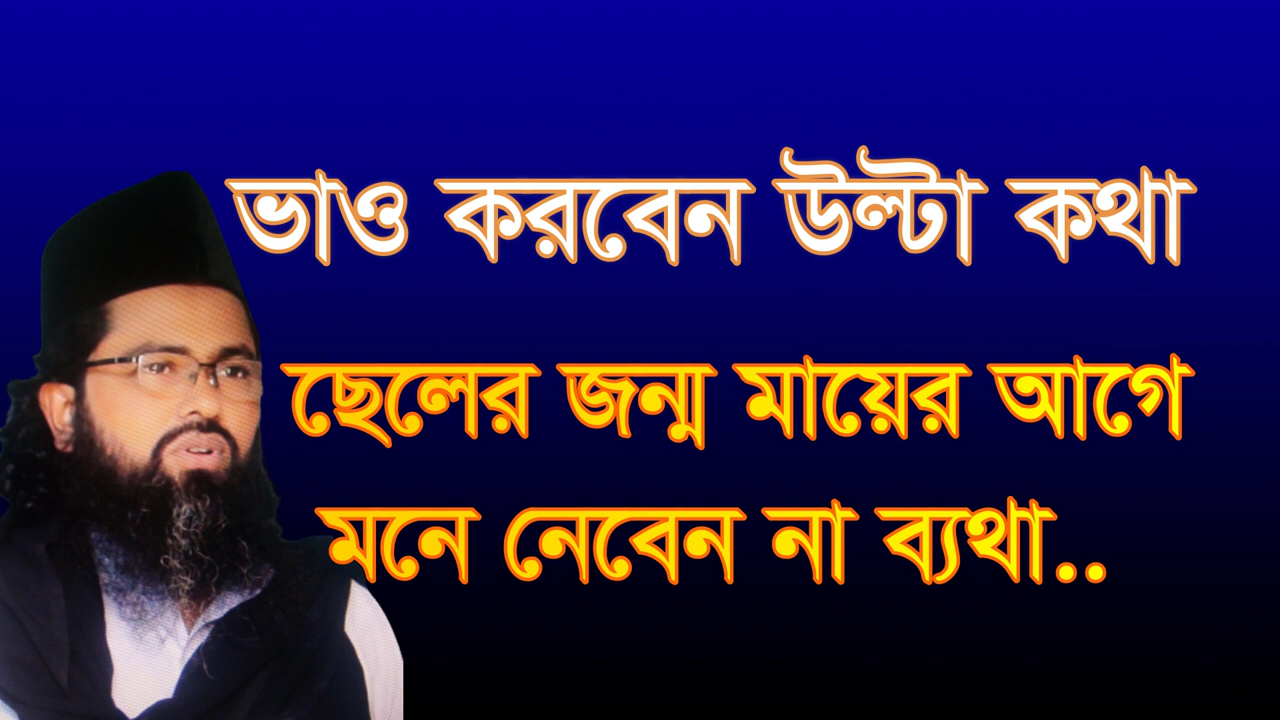 ভাও করবেন উল্টা কথা
ছেলের জন্ম মায়ের আগে
মনে নেবেন না ব্যথা..